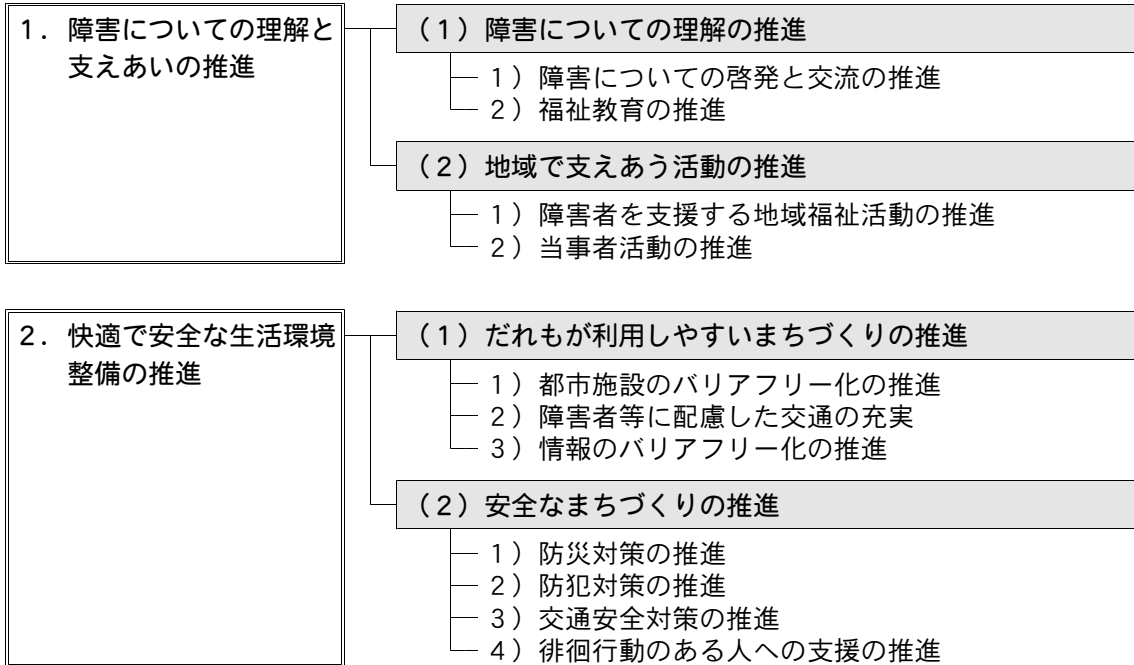 １．障害についての理解と
支えあいの推進
（１）障害についての理解の推進
１）障害についての啓発と交流の推進
２）福祉教育の推進
（２）地域で支えあう活動の推進
１）障害者を支援する地域福祉活動の推進
２）当事者活動の推進
２．快適で安全な生活環境
整備の推進
（１）だれもが利用しやすいまちづくりの推進
１）都市施設のバリアフリー化の推進
２）障害者等に配慮した交通の充実
３）情報のバリアフリー化の推進
（２）安全なまちづくりの推進
１）防災対策の推進
２）防犯対策の推進
３）交通安全対策の推進
４）徘徊行動のある人への支援の推進